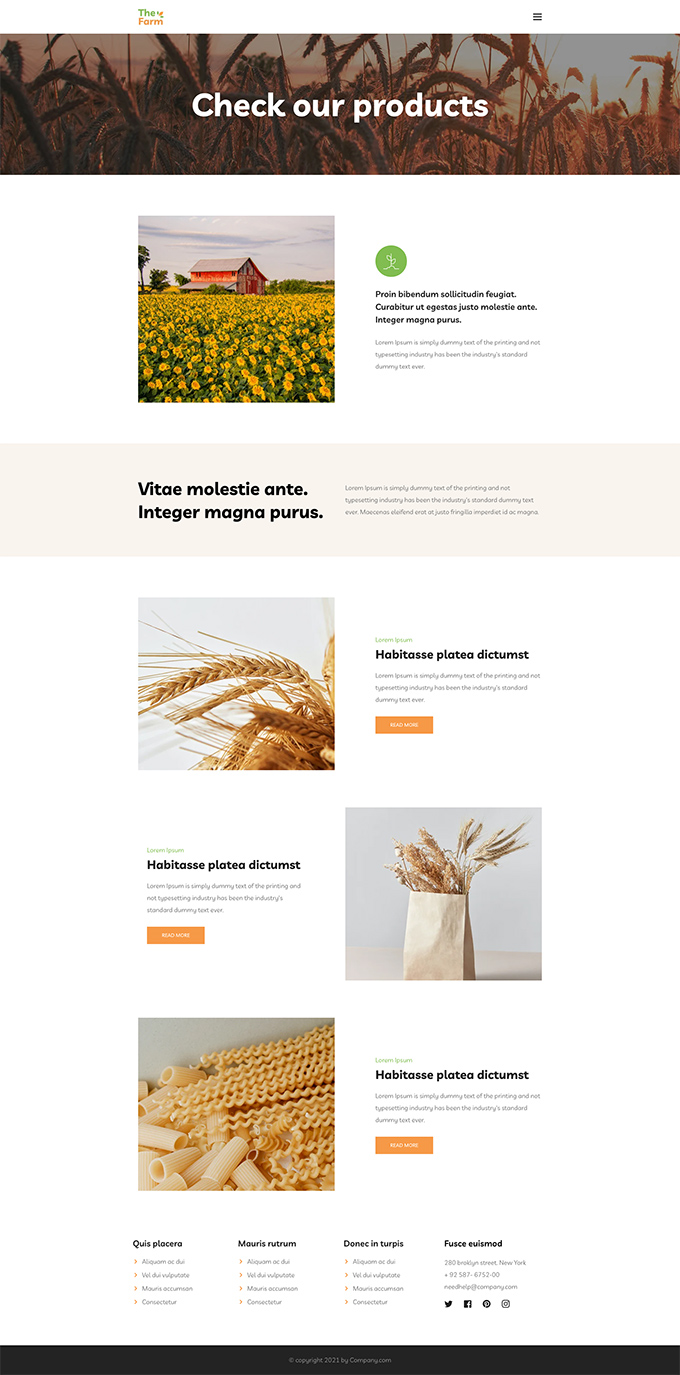 The
Farm
Check our products
Proin bibendum sollicitudin feugiat.
Curabitur ut egestas justo molestie ante.
Integer magna purus.
Lorem Ipsum is simply dummy text of the printing and not
typesetting industry has been the industry's standard
dummy text ever.
Vitae molestie ante.
Integer magna purus.
Lorem Ipsum is simply dummy text of the printing and not
typesetting industry has been the industry's standard dummy text
ever. Maecenas eleifend erat at justo fringilla imperdiet id ac magna.
Lorem Ipsum
Habitasse platea dictumst
Lorem Ipsum is simply dummy text of the printing and not
typesetting industry has been the industry's standard
dummy text ever.
READ MORE
Lorem Ipsum
Habitasse platea dictumst
Lorem Ipsum is simply dummy text of the printing and
not typesetting industry has been the industry's
standard dummy text ever.
READ MORE
Lorem Ipsum
Habitasse platea dictumst
Lorem Ipsum is simply dummy text of the printing and not
typesetting industry has been the industry's standard
dummy text ever.
READ MORE
Quis placera
Aliquam ac dui
Vel dui vulputate
Mauris accumsan
Consectetur
Mauris rutrum
Aliquam ac dui
Vel dui vulputate
Mauris accumsan
Consectetur
Donec in turpis
Aliquam ac dui
Vel dui vulputate
Mauris accumsan
Consectetur
Fusce euismod
280 broklyn street, New York
+ 92 587- 6752-00
needhelp@company.com
© copyright 2021 by Company.com